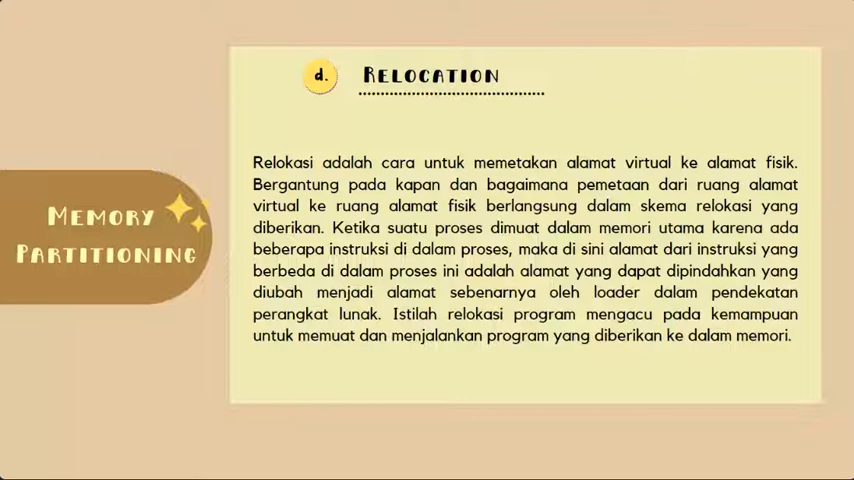 d. RELOCATION
Relokasi adalah cara untuk memetakan alamat virtual ke alamat fisik.
Bergantung pada kapan dan bagaimana pemetaan dari ruang alamat
virtual ke ruang alamat fisik berlangsung dalam skema relokasi yang
diberikan. Ketika suatu proses dimuat dalam memori utama karena ada
beberapa instruksi di dalam proses, maka di sini alamat dari instruksi yang
berbeda di dalam proses ini adalah alamat yang dapat dipindahkan yang
diubah menjadi alamat sebenarnya oleh loader dalam pendekatan
perangkat lunak. Istilah relokasi program mengacu pada kemampuan
untuk memuat dan menjalankan program yang diberikan ke dalam memori.
MEMORY
PARTITIONING